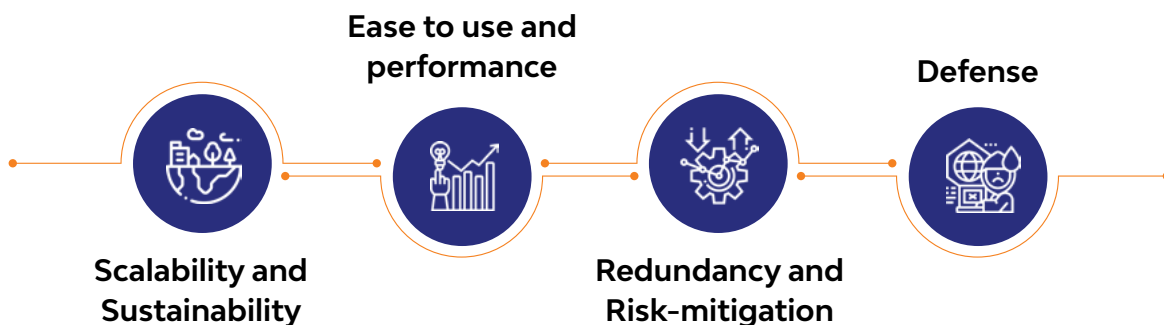 Ease to use and
performance
Defense
Scalability and
Sustainability
Redundancy and
Risk-mitigation